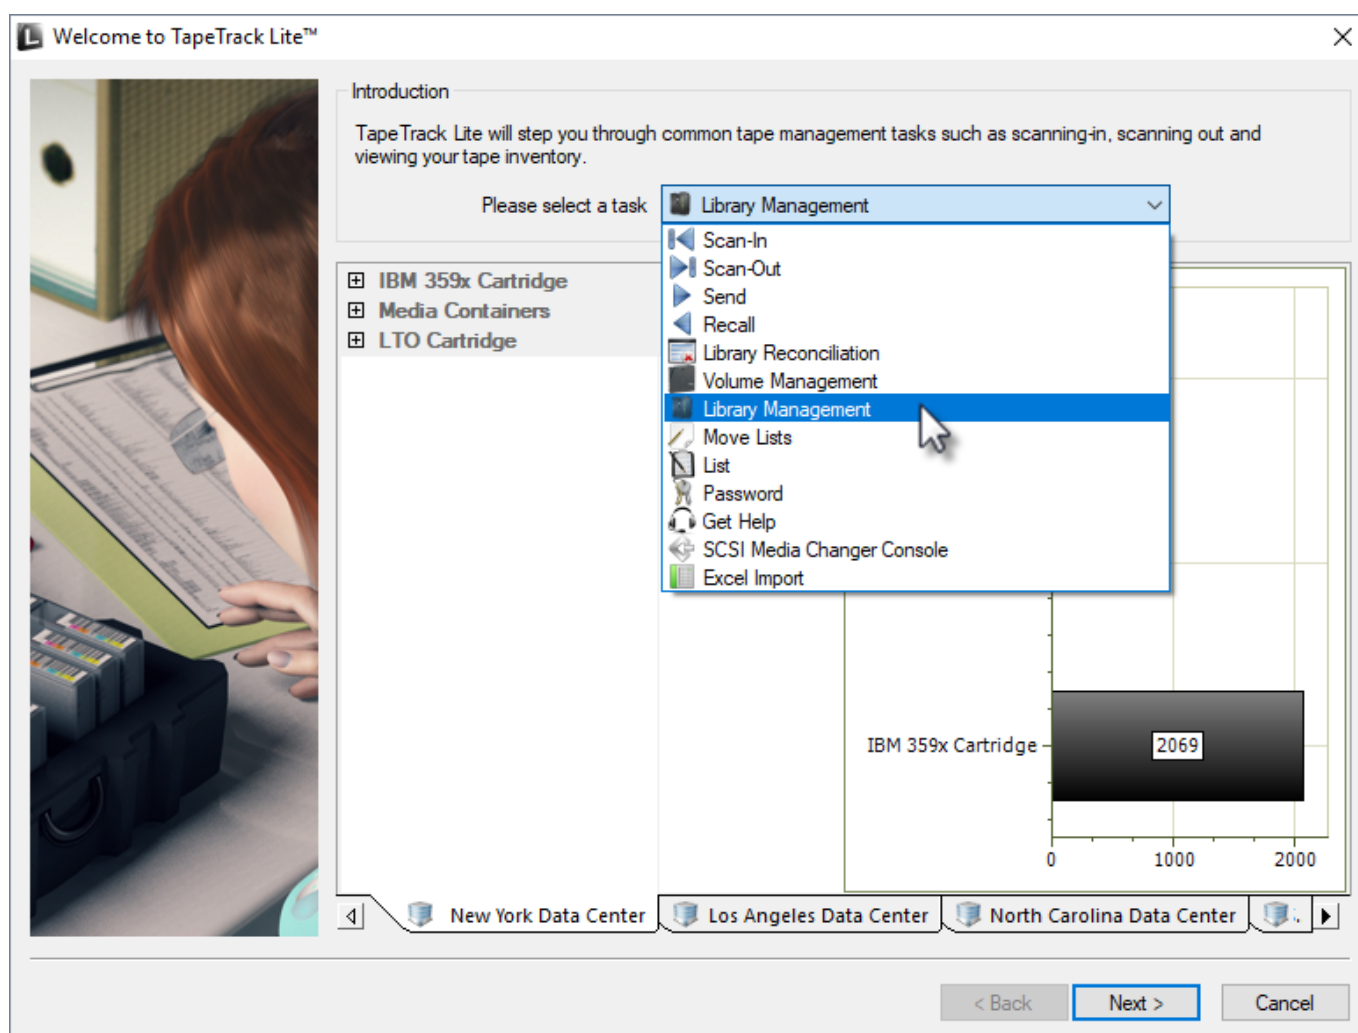 Welcome to TapeTrack Lite™
Introduction
TapeTrack Lite will step you through common tape management tasks such as scanning-in, scanning out and
viewing your tape inventory.
Please select a task
Library Management
Scan-In
Scan-Out
Send
Recall
Library Reconciliation
Volume Management
Library Management
Move Lists
List
Password
Get Help
SCSI Media Changer Console
Excel Import
IBM 359x Cartridge
Media Containers
LTO Cartridge
IBM 359x Cartridge
2069
0 1000 2000
New York Data Center
Los Angeles Data Center
North Carolina Data Center
< Back
Next >
Cancel